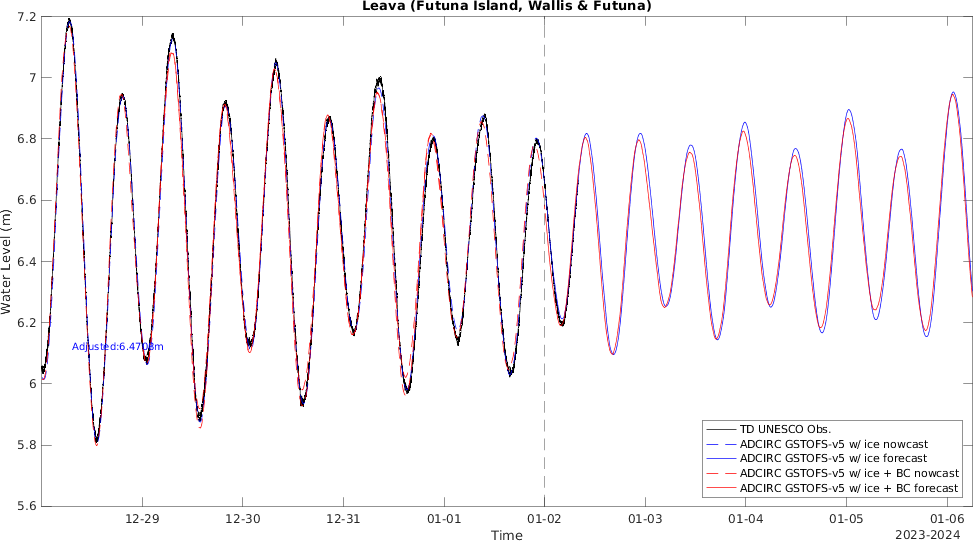 Leava (Futuna Island, Wallis & Futuna)
7.2
7
6.8
6.6
6.4
6.2
6
5.8
5.6
Water Level (m)
Adjusted:6.4703m
TD UNESCO Obs.
ADCIRC GSTOFS-v5 w/ ice nowcast
ADCIRC GSTOFS-v5 w/ ice forecast
ADCIRC GSTOFS-v5 w/ ice + BC nowcast
ADCIRC GSTOFS-v5 w/ ice + BC forecast
12-29 12-30 12-31 01-01 01-02 01-03 01-04 01-05 01-06
Time
2023-2024